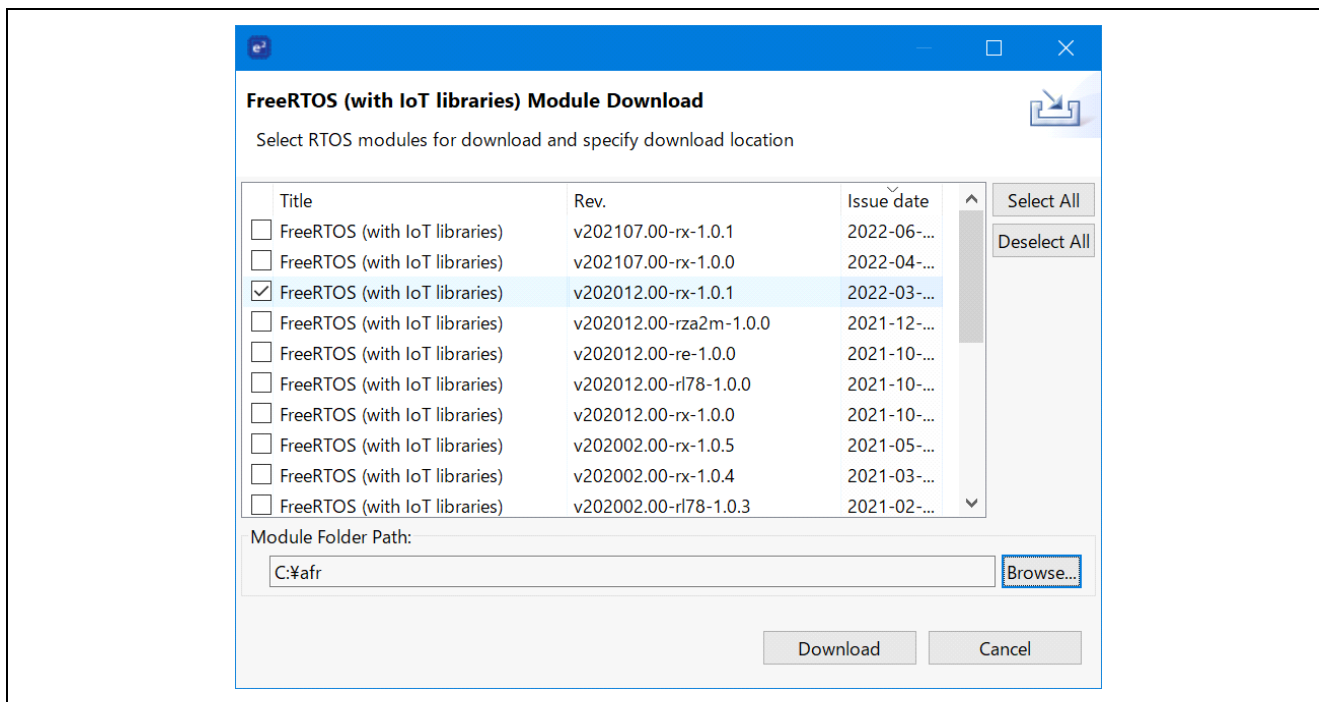 e²
FreeRTOS (with IoT libraries) Module Download
Select RTOS modules for download and specify download location
Title Rev. Issue date Select All
FreeRTOS (with IoT libraries) v202107.00-rx-1.0.1 2022-06-... Deselect All
FreeRTOS (with IoT libraries) v202107.00-rx-1.0.0 2022-04-...
FreeRTOS (with IoT libraries) v202012.00-rx-1.0.1 2022-03-...
FreeRTOS (with IoT libraries) v202012.00-rza2m-1.0.0 2021-12-...
FreeRTOS (with IoT libraries) v202012.00-re-1.0.0 2021-10-...
FreeRTOS (with IoT libraries) v202012.00-rl78-1.0.0 2021-10-...
FreeRTOS (with IoT libraries) v202012.00-rx-1.0.0 2021-10-...
FreeRTOS (with IoT libraries) v202002.00-rx-1.0.5 2021-05-...
FreeRTOS (with IoT libraries) v202002.00-rx-1.0.4 2021-03-...
FreeRTOS (with IoT libraries) v202002.00-rl78-1.0.3 2021-02-...
Module Folder Path:
C:¥afr Browse...
Download Cancel